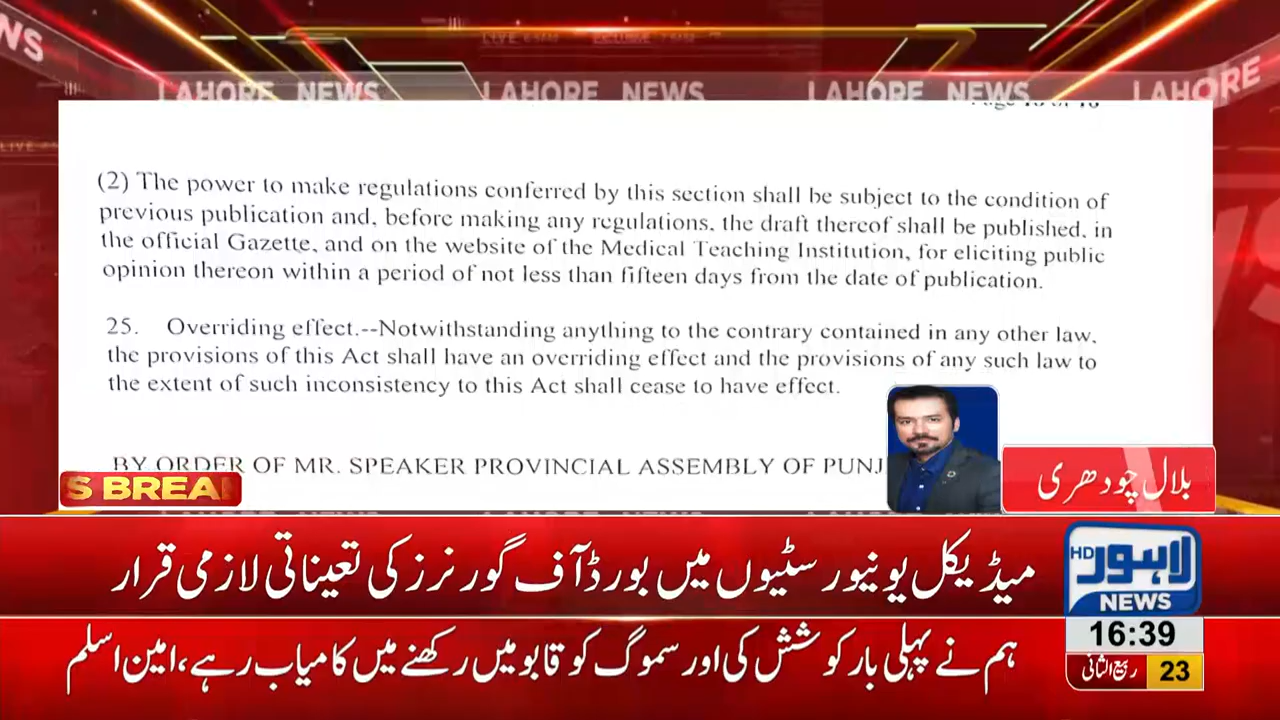 NEWS
LAHORE NEWS LAHORE NEWS LAHORE NEWS LAHORE
(2) The power to make regulations conferred by this section shall be subject to the condition of
previous publication and, before making any regulations, the draft thereof shall be published, in
the official Gazette, and on the website of the Medical Teaching Institution, for eliciting public
opinion thereon within a period of not less than fifteen days from the date of publication.
25. Overriding effect.--Notwithstanding anything to the contrary contained in any other law,
the provisions of this Act shall have an overriding effect and the provisions of any such law to
the extent of such inconsistency to this Act shall cease to have effect.
BY ORDER OF MR. SPEAKER PROVINCIAL ASSEMBLY OF PUNJ
S BREA
بلال چودھری
میڈیکل یونیورسٹیوں میں بورڈ آف گورنرز کی تعیناتی لازمی قرار
HD لاہور
NEWS
16:39
ہم نے پہلی بار کوشش کی اور سموگ کو قابو میں رکھنے میں کامیاب رہے، امین اسلم
23 ربیع الثانی